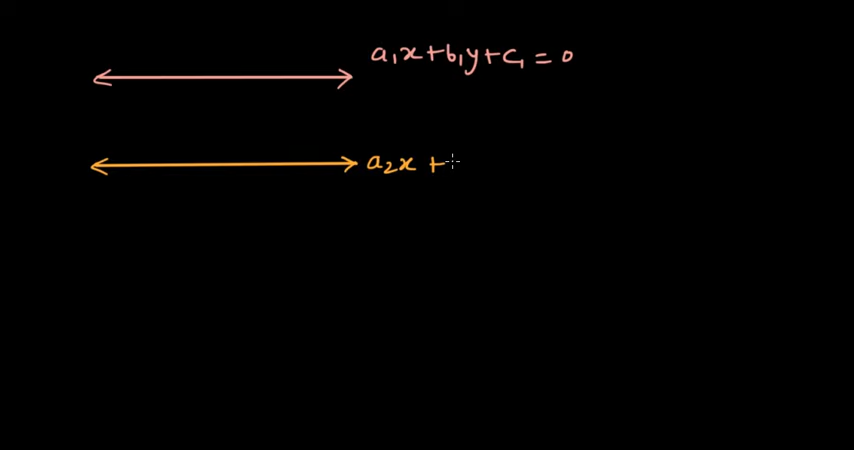 a₁x + b₁y + c₁ = 0
a₂x +